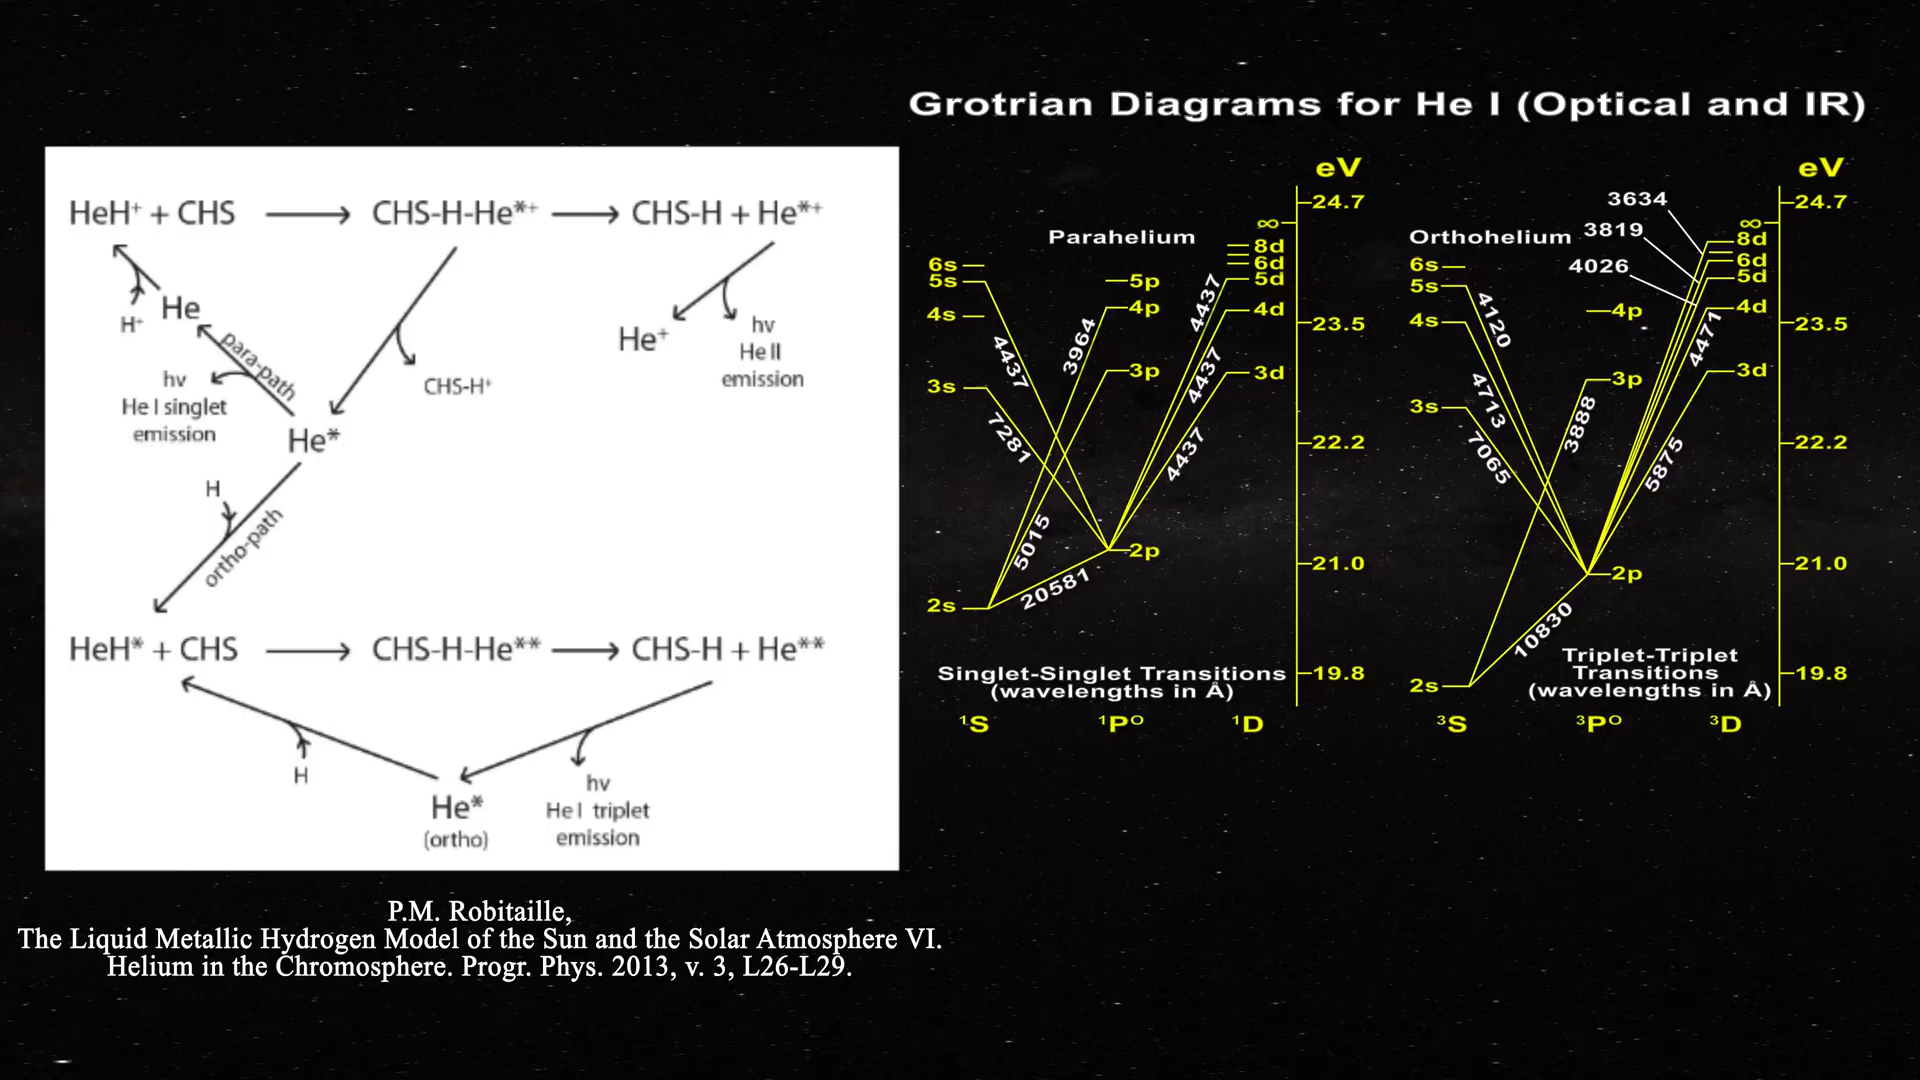 Grotrian Diagrams for He I (Optical and IR)
HeH⁺ + CHS
CHS-H-He*⁺
CHS-H + He*⁺
He
H⁺
para-path
hν
He I singlet
emission
He*
CHS-H⁺
He⁺
hν
He II
emission
H
ortho-path
HeH* + CHS
CHS-H-He**
CHS-H + He**
H
He*
(ortho)
hν
He I triplet
emission
P.M. Robitaille,
The Liquid Metallic Hydrogen Model of the Sun and the Solar Atmosphere VI.
Helium in the Chromosphere. Progr. Phys. 2013, v. 3, L26-L29.
Parahelium
6s
5s
4s
3s
2s
5p
4p
3p
2p
∞
8d
6d
5d
4d
3d
4437
7281
3964
5015
20581
4437
4437
4437
eV
24.7
23.5
22.2
21.0
19.8
Singlet-Singlet Transitions
(wavelengths in Å)
¹S
¹Pᴼ
¹D
Orthohelium
3634
3819
4026
6s
5s
4s
3s
2s
4p
3p
2p
∞
8d
6d
5d
4d
3d
4120
4713
7065
3888
4471
5875
10830
eV
24.7
23.5
22.2
21.0
19.8
Triplet-Triplet
Transitions
(wavelengths in Å)
³S
³Pᴼ
³D